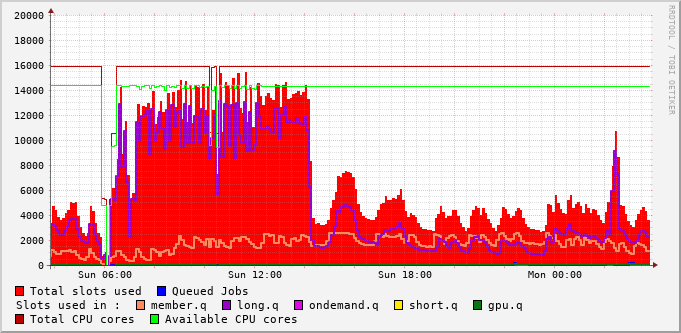 20000
18000
16000
14000
12000
10000
8000
6000
4000
2000
0
Sun 06:00 Sun 12:00 Sun 18:00 Mon 00:00
RRDTOOL / TOBI OETIKER
Total slots used Queued Jobs
Slots used in : member.q long.q ondemand.q short.q gpu.q
Total CPU cores Available CPU cores